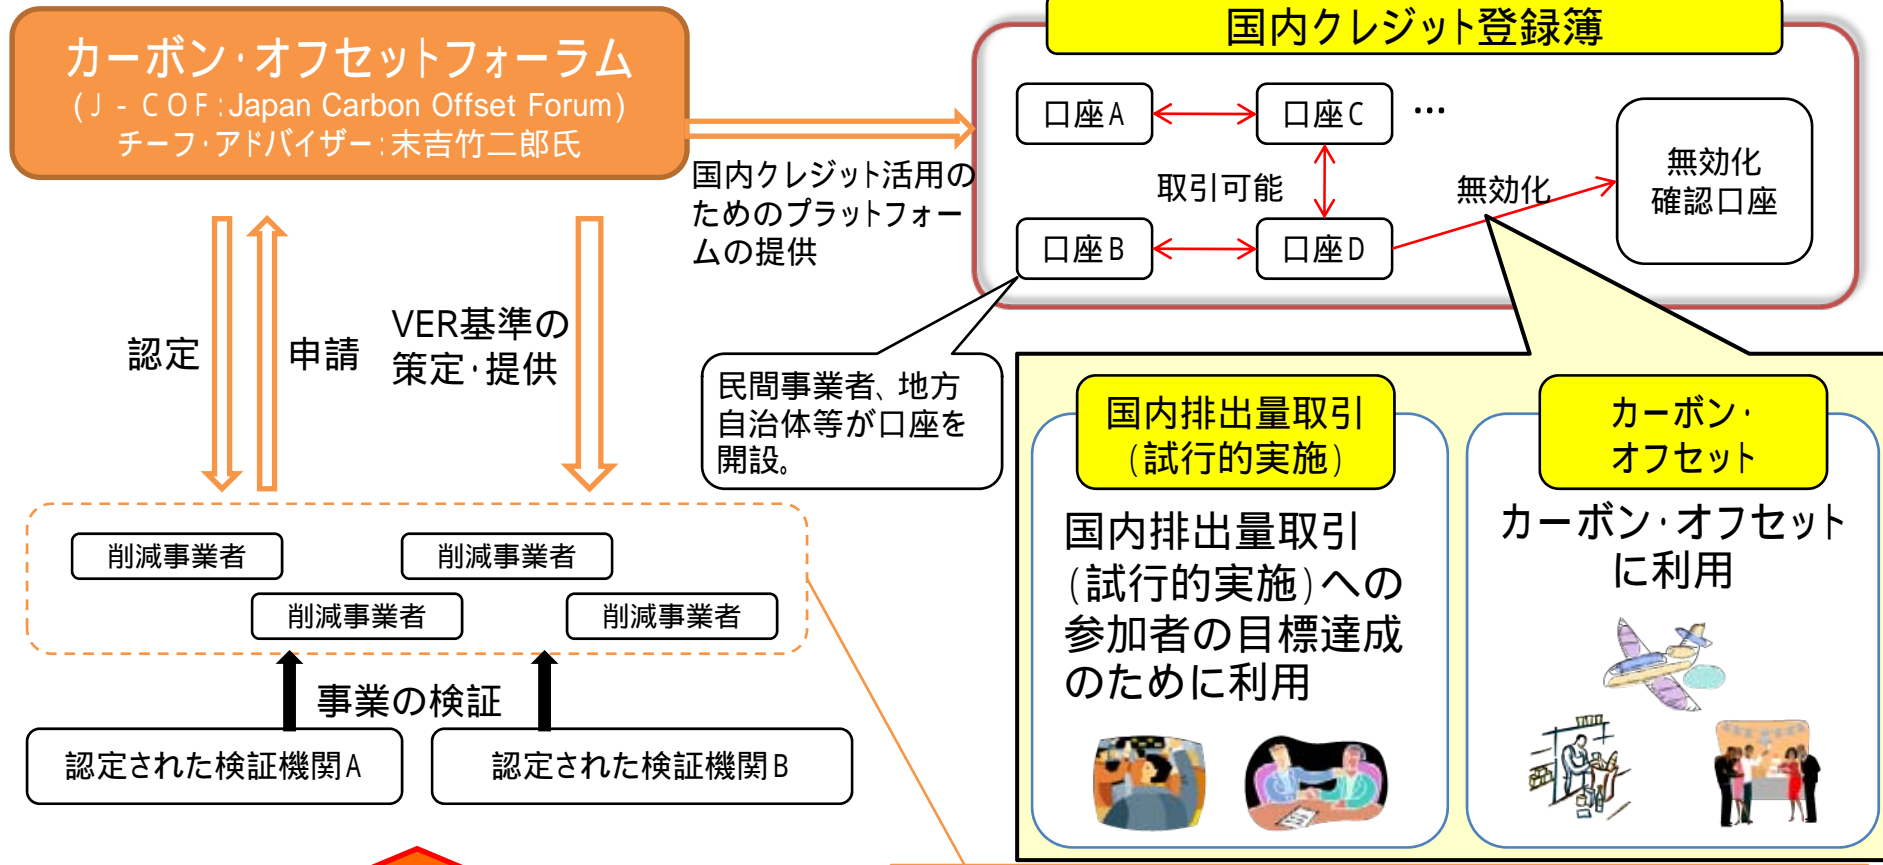 カーボン・オフセットフォーラム
(J-COF:Japan Carbon Offset Forum)
チーフ・アドバイザー:末吉竹二郎氏
国内クレジット活用の
ためのプラットフォー
ムの提供
国内クレジット登録簿
口座A
口座C
…
取引可能
無効化
無効化
確認口座
口座B
口座D
民間事業者、地方
自治体等が口座を
開設。
認定
申請
VER基準の
策定・提供
削減事業者
削減事業者
削減事業者
削減事業者
事業の検証
認定された検証機関A
認定された検証機関B
国内排出量取引
(試行的実施)
国内排出量取引
(試行的実施)への
参加者の目標達成
のために利用
カーボン・
オフセット
カーボン・オフセット
に利用